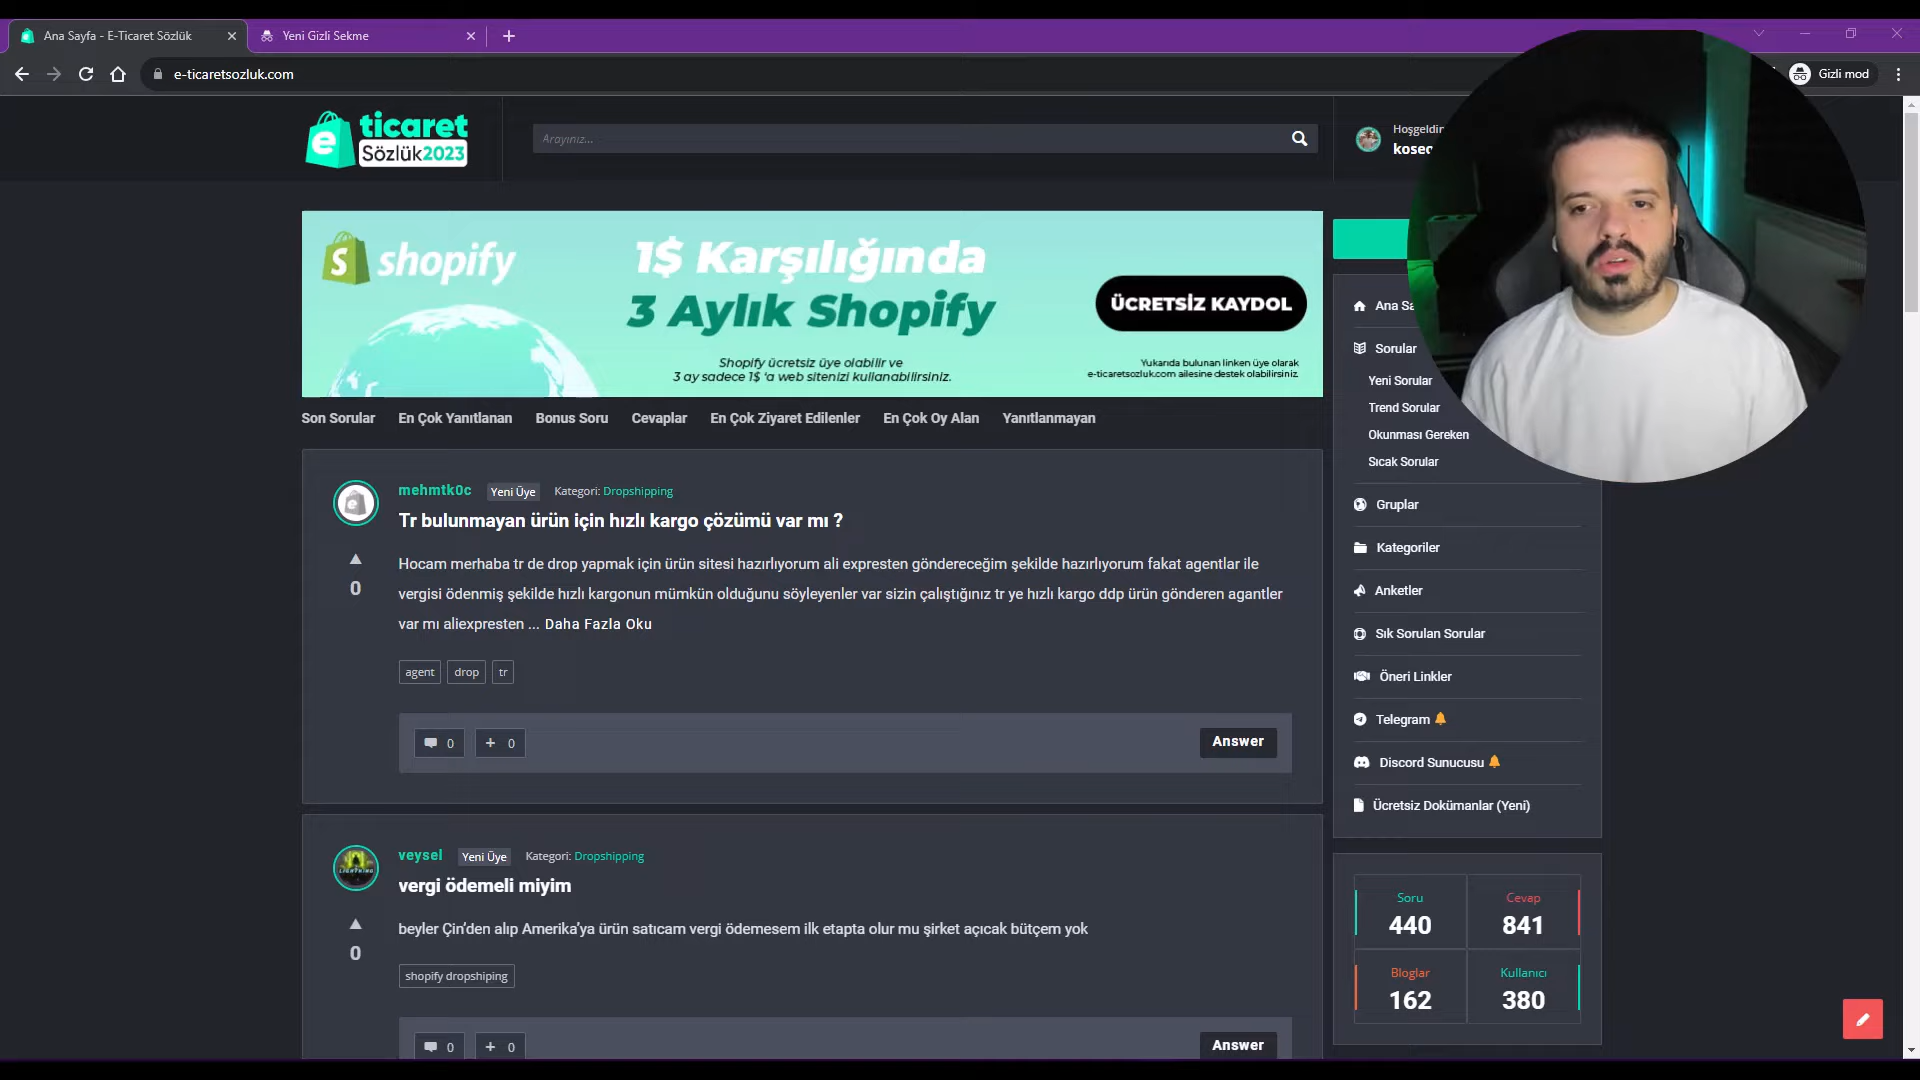 Ana Sayfa - E-Ticaret Sözlük
Yeni Gizli Sekme
e-ticaretsozluk.com
Gizli mod
e ticaret
Sözlük2023
Arayınız...
Hoşgeldin
shopify
1$ Karşılığında
3 Aylık Shopify
ÜCRETSİZ KAYDOL
Shopify ücretsiz üye olabilir ve
3 ay sadece 1$ 'a web sitenizi kullanabilirsiniz.
Yukarıda bulunan linken üye olarak
e-ticaretsozluk.com ailesine destek olabilirsiniz.
Son Sorular
En Çok Yanıtlanan
Bonus Soru
Cevaplar
En Çok Ziyaret Edilenler
En Çok Oy Alan
Yanıtlanmayan
mehmtk0c
Yeni Üye
Kategori: Dropshipping
Tr bulunmayan ürün için hızlı kargo çözümü var mı ?
0
Hocam merhaba tr de drop yapmak için ürün sitesi hazırlıyorum ali expresten göndereceğim şekilde hazırlıyorum fakat agentlar ile
vergisi ödenmiş şekilde hızlı kargonun mümkün olduğunu söyleyenler var sizin çalıştığınız tr ye hızlı kargo ddp ürün gönderen agantler
var mı aliexpresten ... Daha Fazla Oku
agent
drop
tr
0
0
Answer
veysel
Yeni Üye
Kategori: Dropshipping
vergi ödemeli miyim
0
beyler Çin’den alıp Amerika’ya ürün satıcam vergi ödemesem ilk etapta olur mu şirket açıcak bütçem yok
shopify dropshiping
0
0
Answer
Ana
Sorular
Yeni Sorular
Trend Sorular
Okunması Gereken
Sıcak Sorular
Gruplar
Kategoriler
Anketler
Sık Sorulan Sorular
Öneri Linkler
Telegram
Discord Sunucusu
Ücretsiz Dokümanlar (Yeni)
Soru
440
Cevap
841
Bloglar
162
Kullanıcı
380